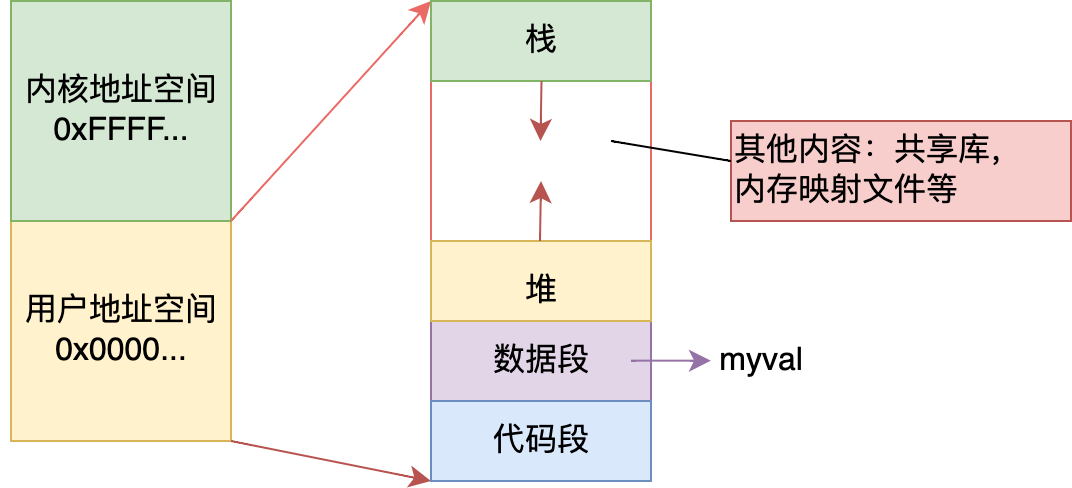 内核地址空间
0xFFFF...
用户地址空间
0x0000...
栈
其他内容：共享库，
内存映射文件等
堆
数据段
myval
代码段